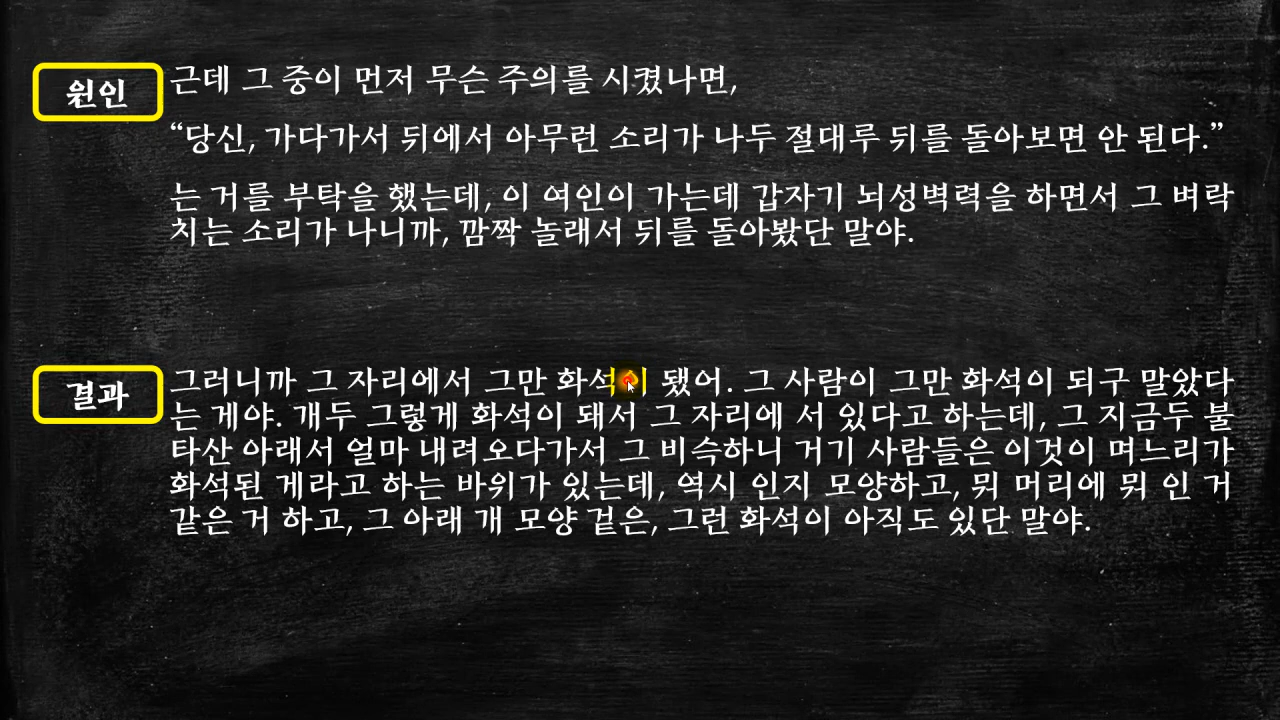 원인
근데 그 중이 먼저 무슨 주의를 시켰나면,
“당신, 가다가서 뒤에서 아무런 소리가 나두 절대루 뒤를 돌아보면 안 된다.”
는 거를 부탁을 했는데, 이 여인이 가는데 갑자기 뇌성벽력을 하면서 그 벼락
치는 소리가 나니까, 깜짝 놀래서 뒤를 돌아봤단 말야.
결과
그러니까 그 자리에서 그만 화석이 됐어. 그 사람이 그만 화석이 되구 말았다
는 게야. 개두 그렇게 화석이 돼서 그 자리에 서 있다고 하는데, 그 지금두 불
타산 아래서 얼마 내려오다가서 그 비슥하니 거기 사람들은 이것이 며느리가
화석된 게라고 하는 바위가 있는데, 역시 인지 모양하고, 뭐 머리에 뭐 인 거
같은 거 하고, 그 아래 개 모양 겉은, 그런 화석이 아직도 있단 말야.